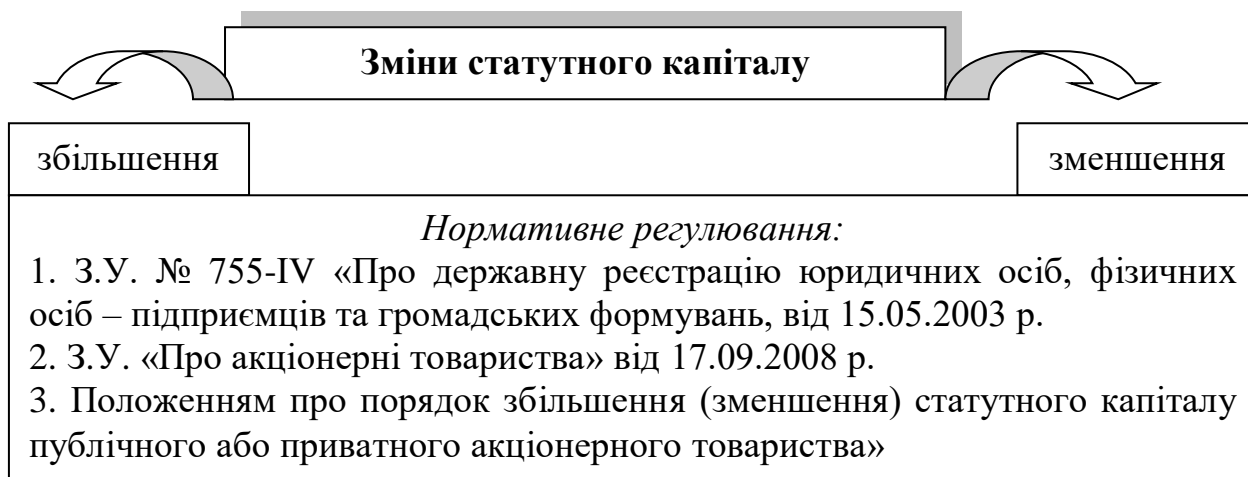 Зміни статутного капіталу
збільшення
зменшення
Нормативне регулювання:
1. З.У. № 755-IV «Про державну реєстрацію юридичних осіб, фізичних
осіб – підприємців та громадських формувань, від 15.05.2003 р.
2. З.У. «Про акціонерні товариства» від 17.09.2008 р.
3. Положенням про порядок збільшення (зменшення) статутного капіталу
публічного або приватного акціонерного товариства»